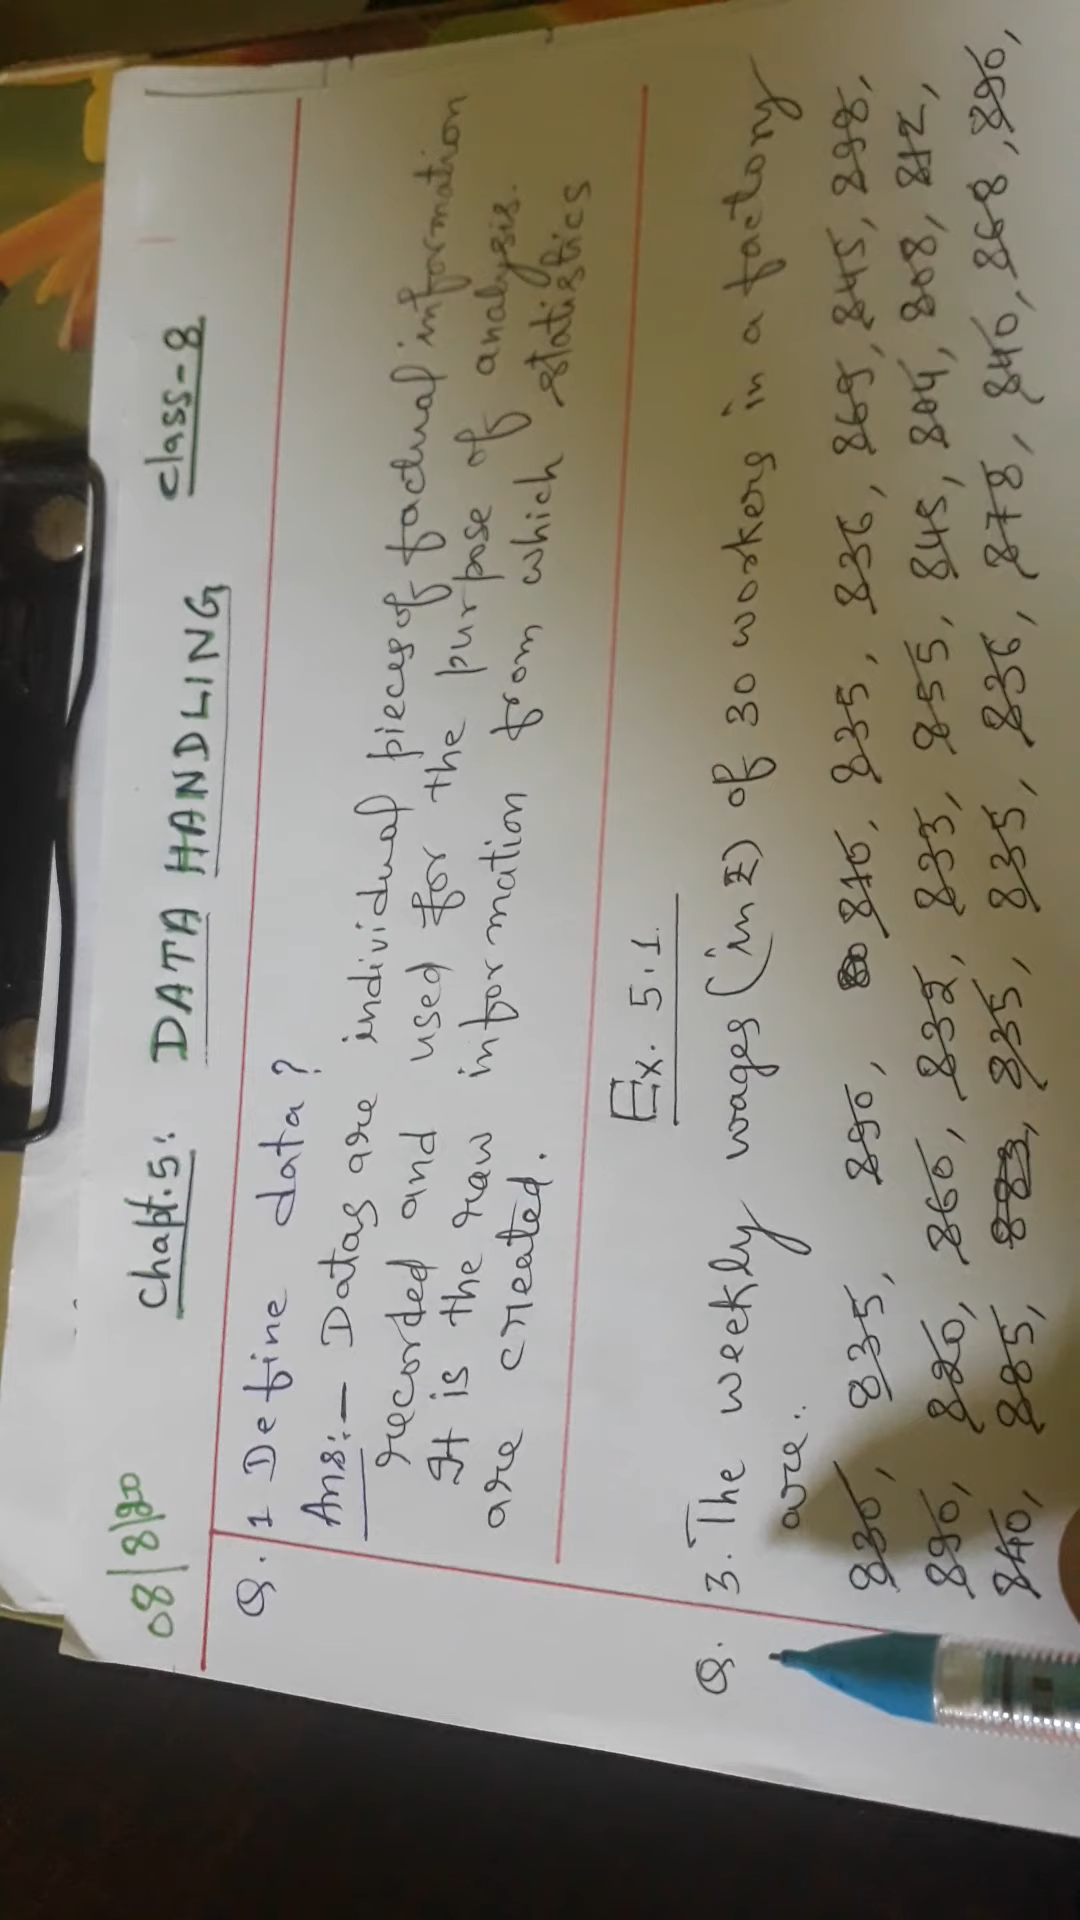 08/8/20
Chapt.5: DATA HANDLING Class-8
Q.1 Define data?
Ans:- Datas are individual pieces of factual information
recorded and used for the purpose of analysis.
It is the raw information from which statistics
are created.
Ex. 5.1
Q. 3. The weekly wages (in ₹) of 30 workers in a factory
are.
830, 835, 890, 810, 835, 836, 869, 845, 898,
890, 820, 860, 832, 833, 855, 845, 804, 808, 812,
840, 885, 835, 835, 836, 878, 840, 868, 890,